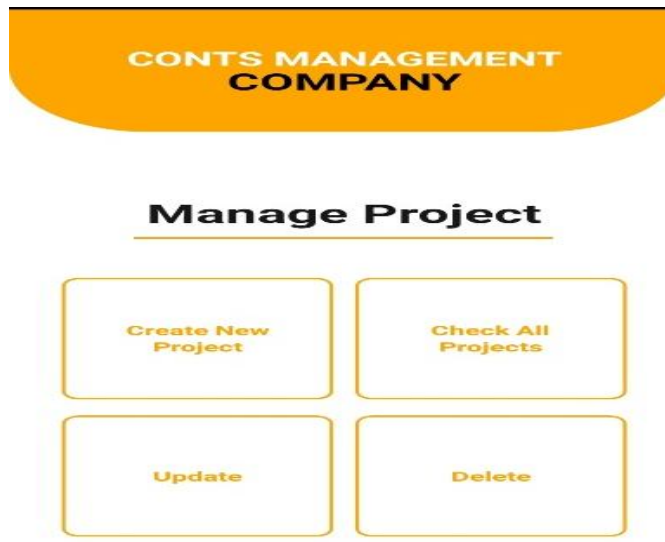 CONTS MANAGEMENT
COMPANY
Manage Project
Create New
Project
Check All
Projects
Update
Delete